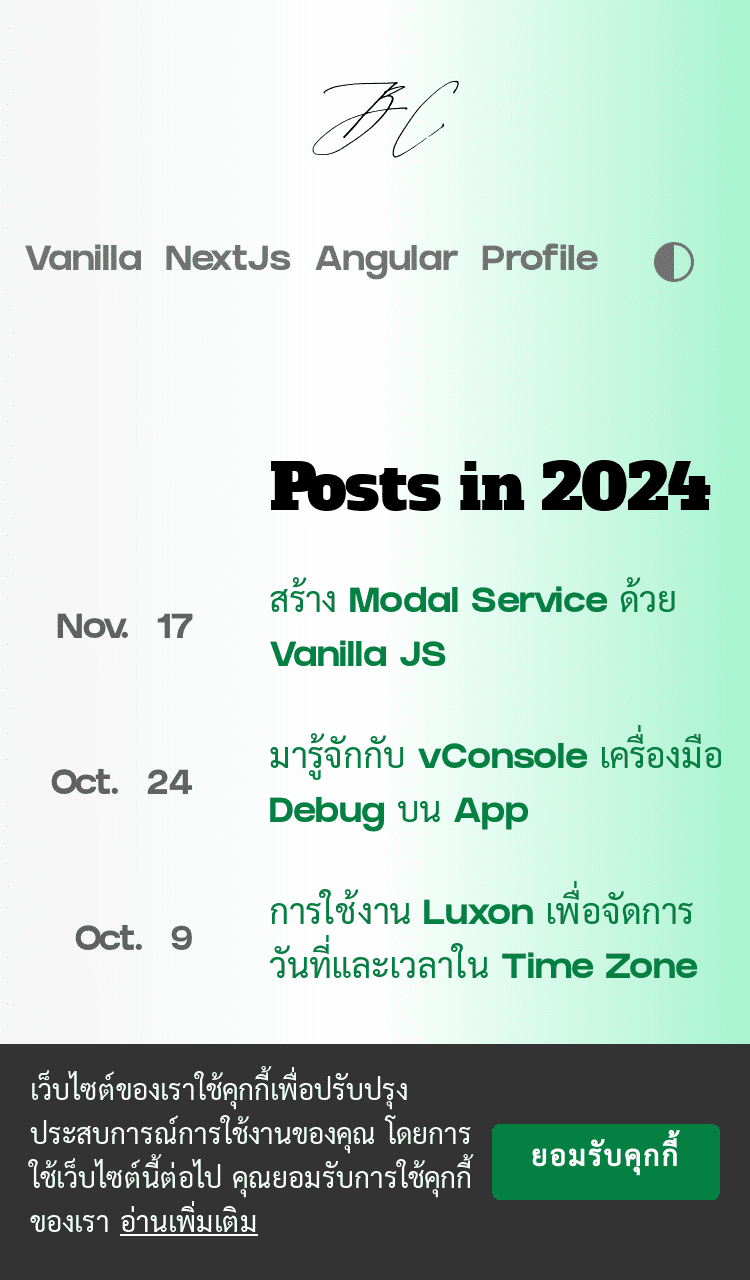 JBC
Vanilla NextJs Angular Profile
Posts in 2024
Nov. 17
สร้าง Modal Service ด้วย
Vanilla JS
Oct. 24
มารู้จักกับ vConsole เครื่องมือ
Debug บน App
Oct. 9
การใช้งาน Luxon เพื่อจัดการ
วันที่และเวลาใน Time Zone
เว็บไซต์ของเราใช้คุกกี้เพื่อปรับปรุง
ประสบการณ์การใช้งานของคุณ โดยการ
ใช้เว็บไซต์นี้ต่อไป คุณยอมรับการใช้คุกกี้
ของเรา อ่านเพิ่มเติม
ยอมรับคุกกี้